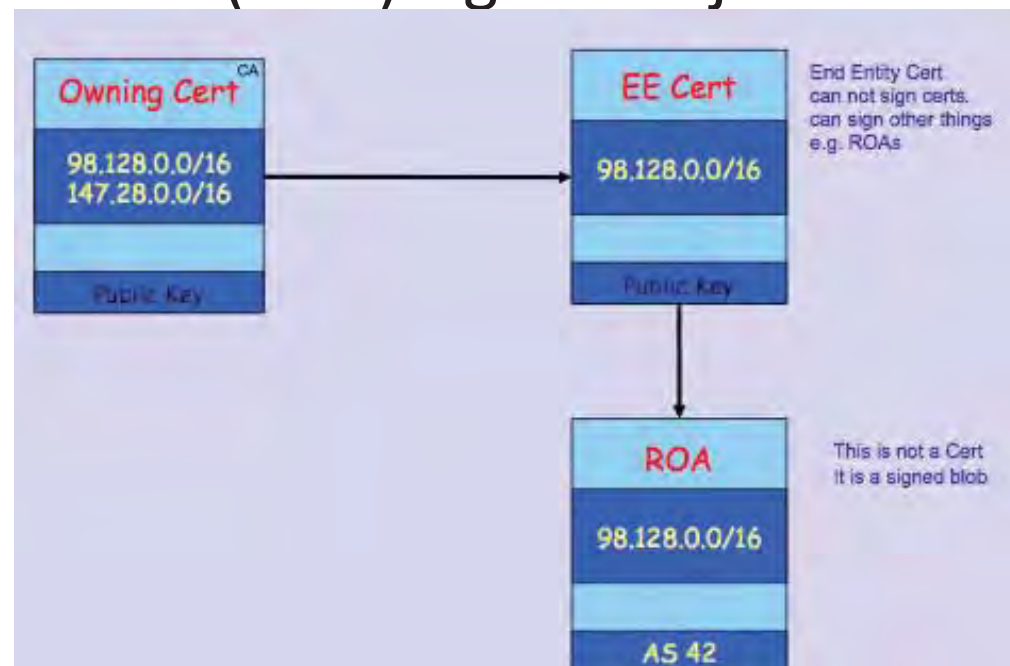 CA
Owning Cert
98.128.0.0/16
147.28.0.0/16
Public Key
EE Cert
98.128.0.0/16
Public Key
End Entity Cert
can not sign certs.
can sign other things
e.g. ROAs
ROA
98.128.0.0/16
AS 42
This is not a Cert
It is a signed blob